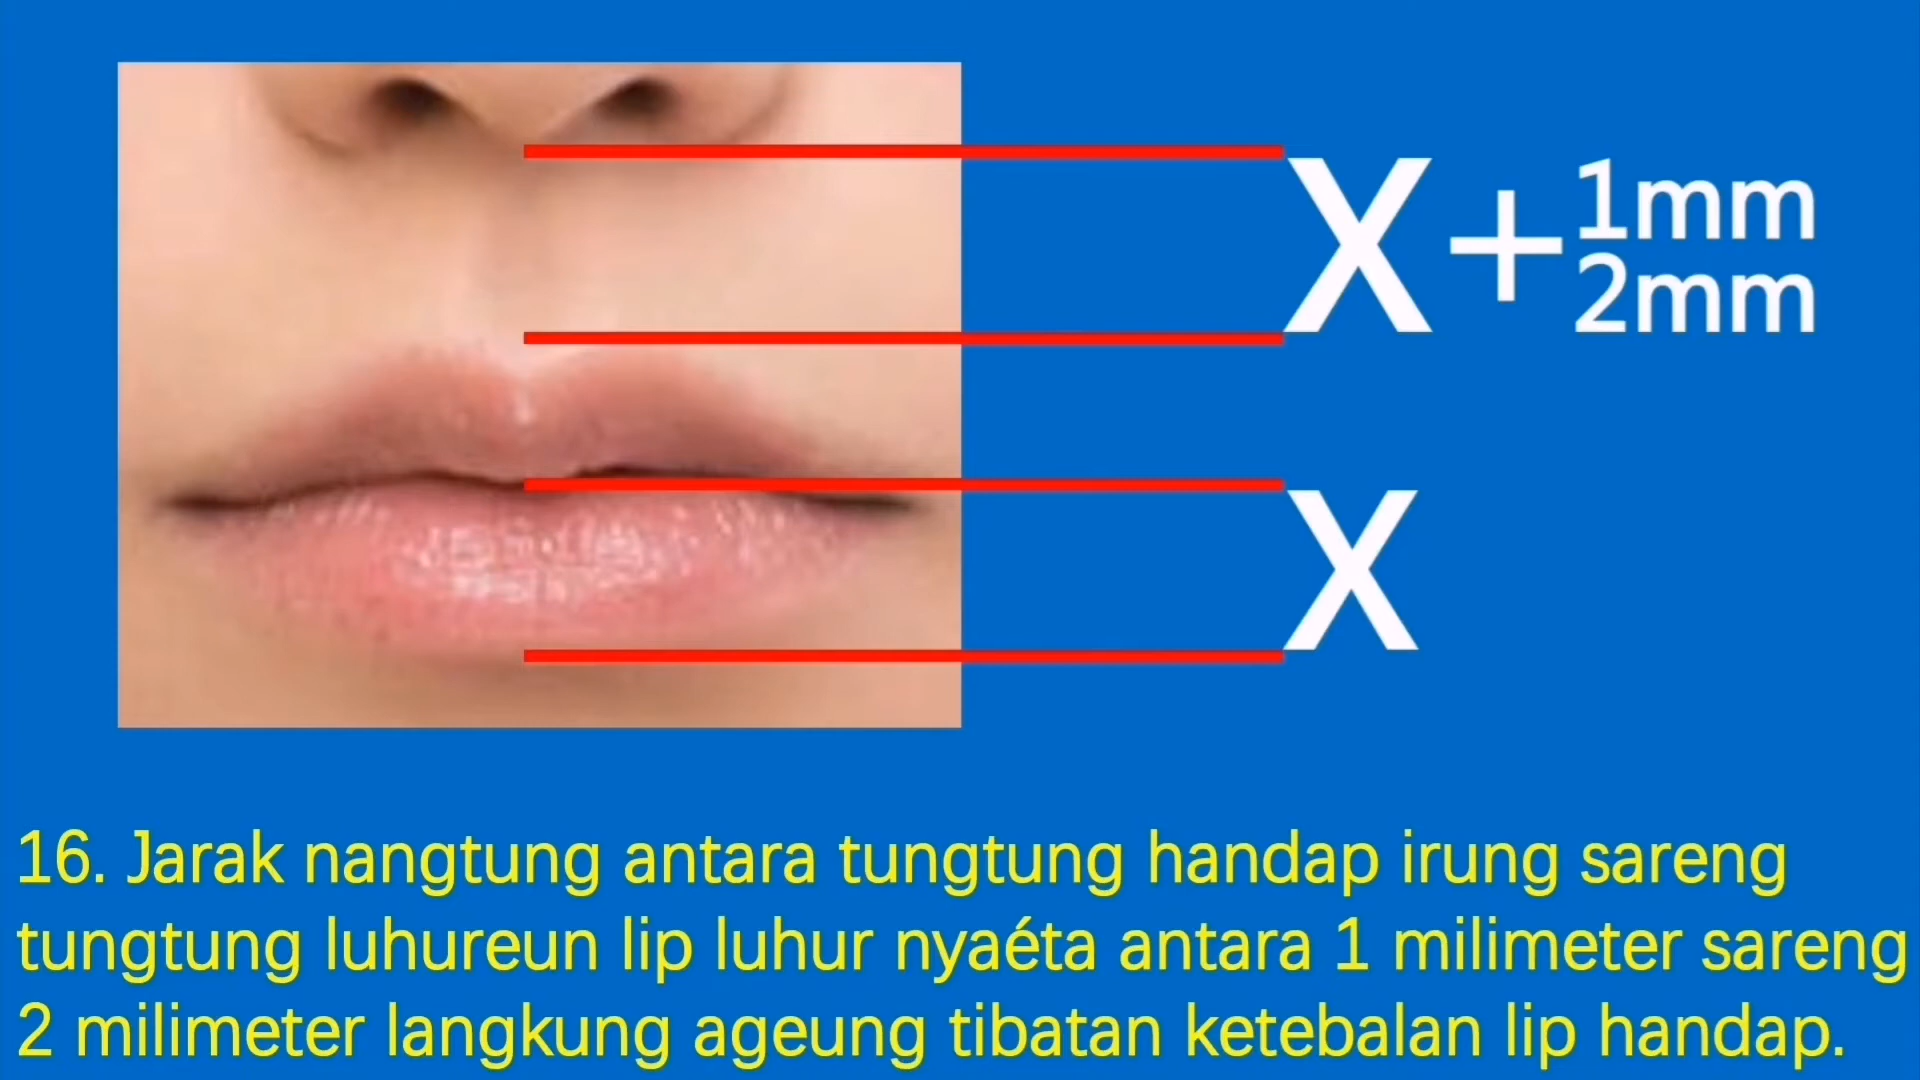 X+1mm
2mm
X
16. Jarak nangtung antara tungtung handap irung sareng
tungtung luhureun lip luhur nyaéta antara 1 milimeter sareng
2 milimeter langkung ageung tibatan ketebalan lip handap.